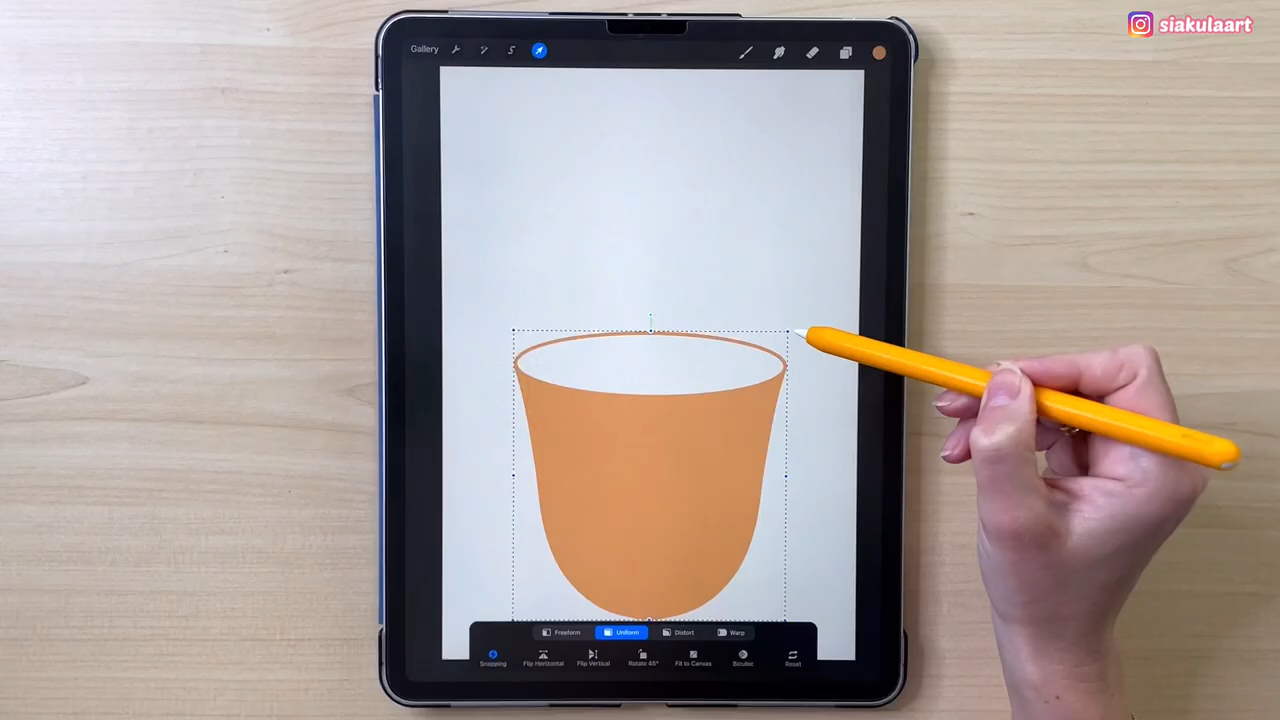 siakulaart
Gallery
Freeform Uniform Distort Warp
Snapping Flip Horizontal Flip Vertical Rotate 45° Fit to Canvas Bicubic Reset